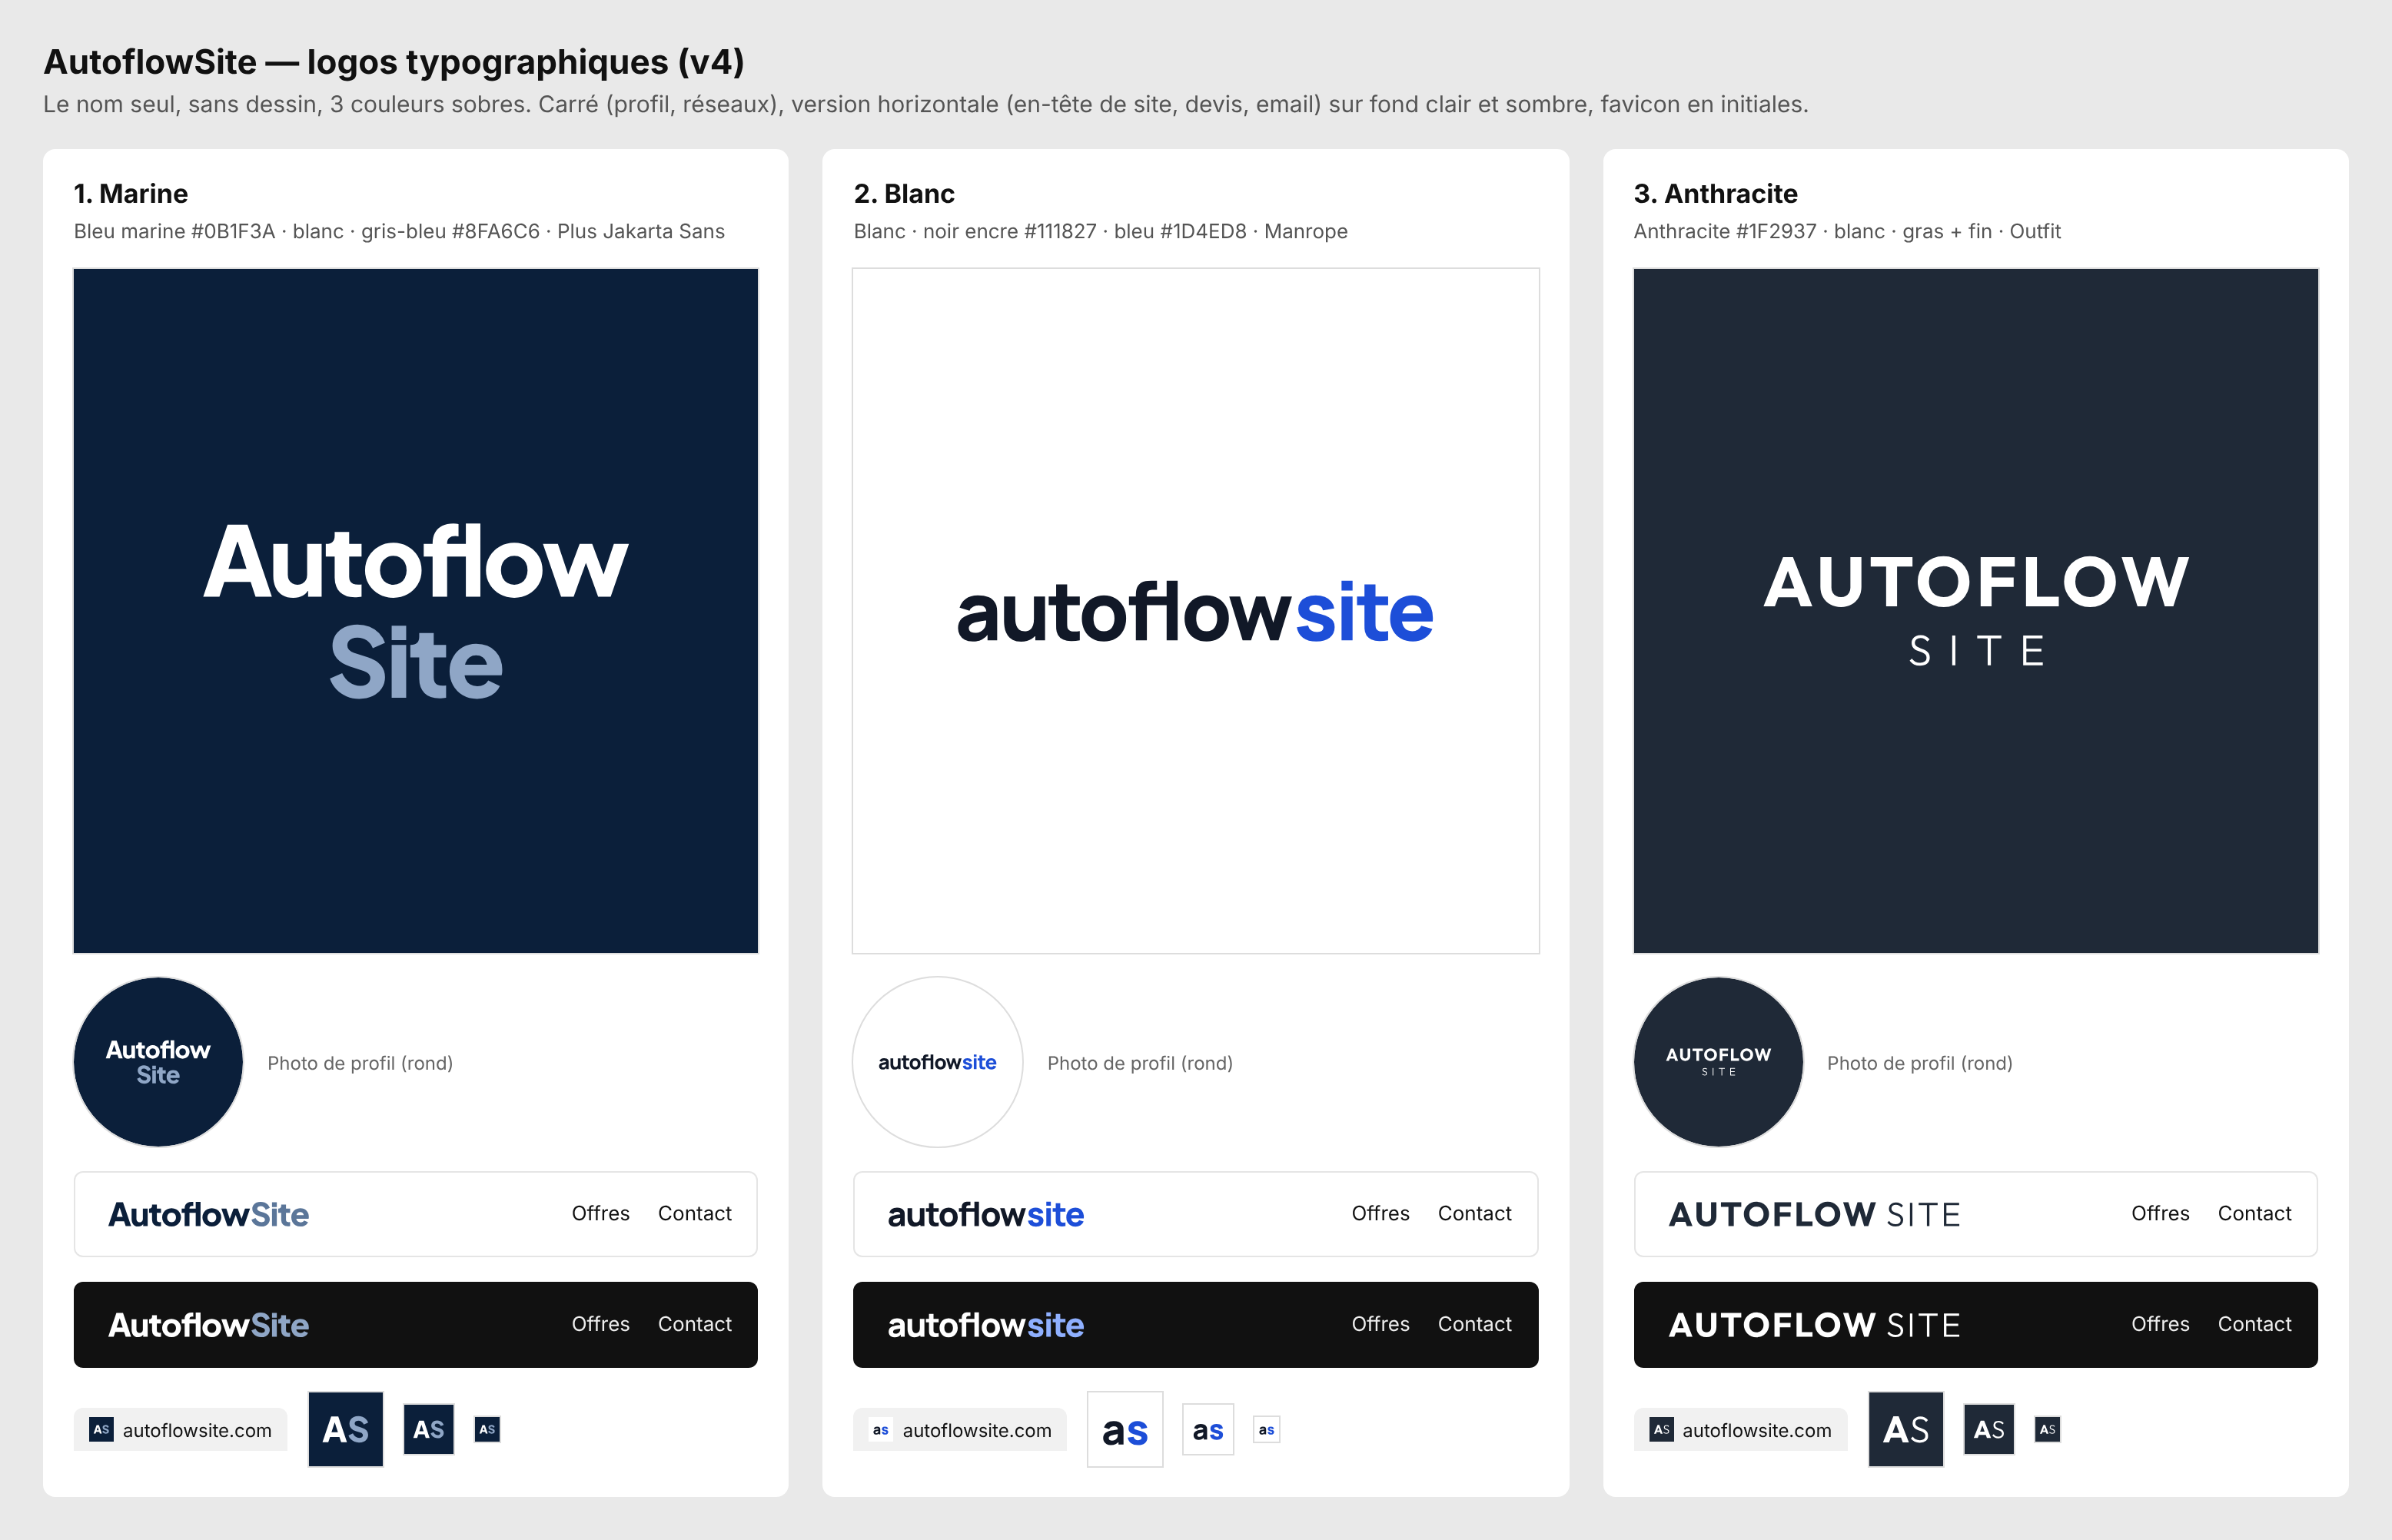 AutoflowSite — logos typographiques (v4)
Le nom seul, sans dessin, 3 couleurs sobres. Carré (profil, réseaux), version horizontale (en-tête de site, devis, email) sur fond clair et sombre, favicon en initiales.
1. Marine
Bleu marine #0B1F3A · blanc · gris-bleu #8FA6C6 · Plus Jakarta Sans
Autoflow
Site
Autoflow
Site
Photo de profil (rond)
AutoflowSite Offres Contact
AutoflowSite Offres Contact
AS autoflowsite.com AS AS AS
2. Blanc
Blanc · noir encre #111827 · bleu #1D4ED8 · Manrope
autoflowsite
autoflowsite
Photo de profil (rond)
autoflowsite Offres Contact
autoflowsite Offres Contact
as autoflowsite.com as as as
3. Anthracite
Anthracite #1F2937 · blanc · gras + fin · Outfit
AUTOFLOW
SITE
AUTOFLOW
SITE
Photo de profil (rond)
AUTOFLOW SITE Offres Contact
AUTOFLOW SITE Offres Contact
AS autoflowsite.com AS AS AS